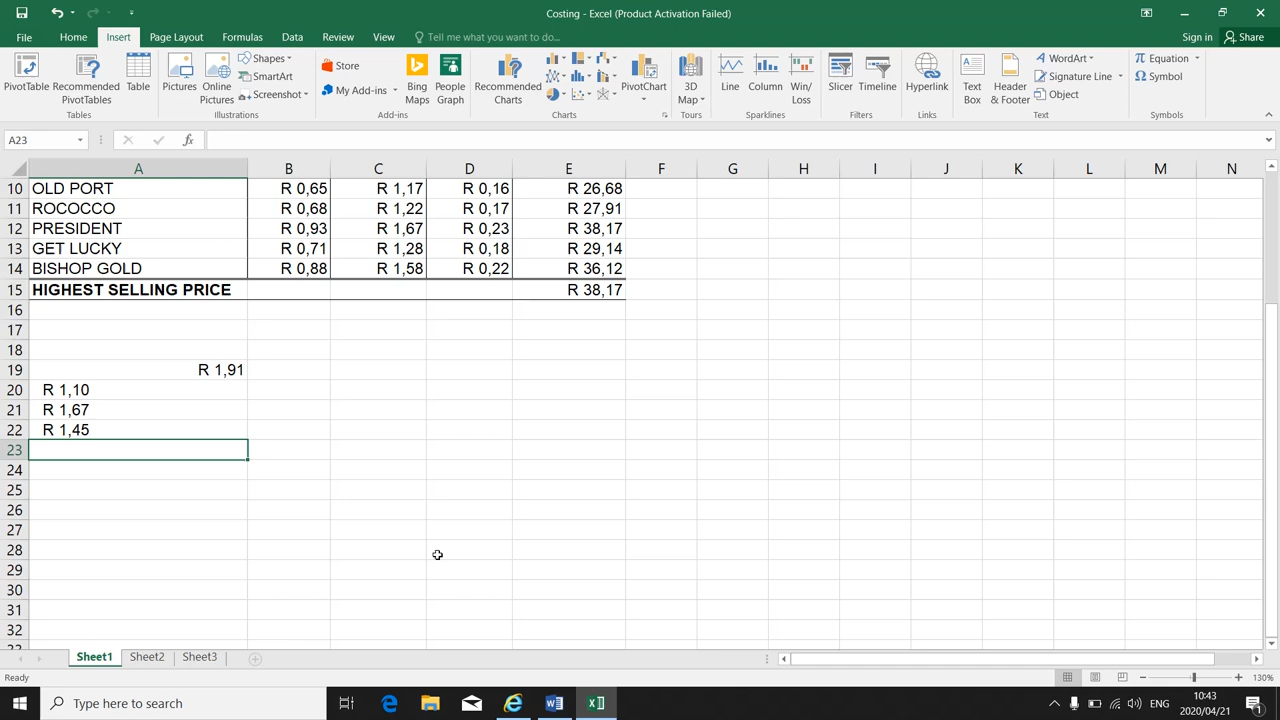 Costing - Excel (Product Activation Failed)
File Home Insert Page Layout Formulas Data Review View Tell me what you want to do... Sign in Share
PivotTable Recommended PivotTables Table
Tables
Pictures Online Pictures Shapes SmartArt Screenshot
Illustrations
Store My Add-ins Bing Maps People Graph
Add-ins
Recommended Charts PivotChart
Charts
3D Map
Tours
Line Column Win/Loss
Sparklines
Slicer Timeline
Filters
Hyperlink
Links
Text Box Header & Footer WordArt Signature Line Object
Text
Equation Symbol
Symbols
A23 fx
A B C D E F G H I J K L M N
10 OLD PORT R 0,65 R 1,17 R 0,16 R 26,68
11 ROCOCCO R 0,68 R 1,22 R 0,17 R 27,91
12 PRESIDENT R 0,93 R 1,67 R 0,23 R 38,17
13 GET LUCKY R 0,71 R 1,28 R 0,18 R 29,14
14 BISHOP GOLD R 0,88 R 1,58 R 0,22 R 36,12
15 HIGHEST SELLING PRICE R 38,17
16
17
18
19 R 1,91
20 R 1,10
21 R 1,67
22 R 1,45
23
24
25
26
27
28
29
30
31
32
Sheet1 Sheet2 Sheet3
Ready 130%
Type here to search ENG 10:43
2020/04/21